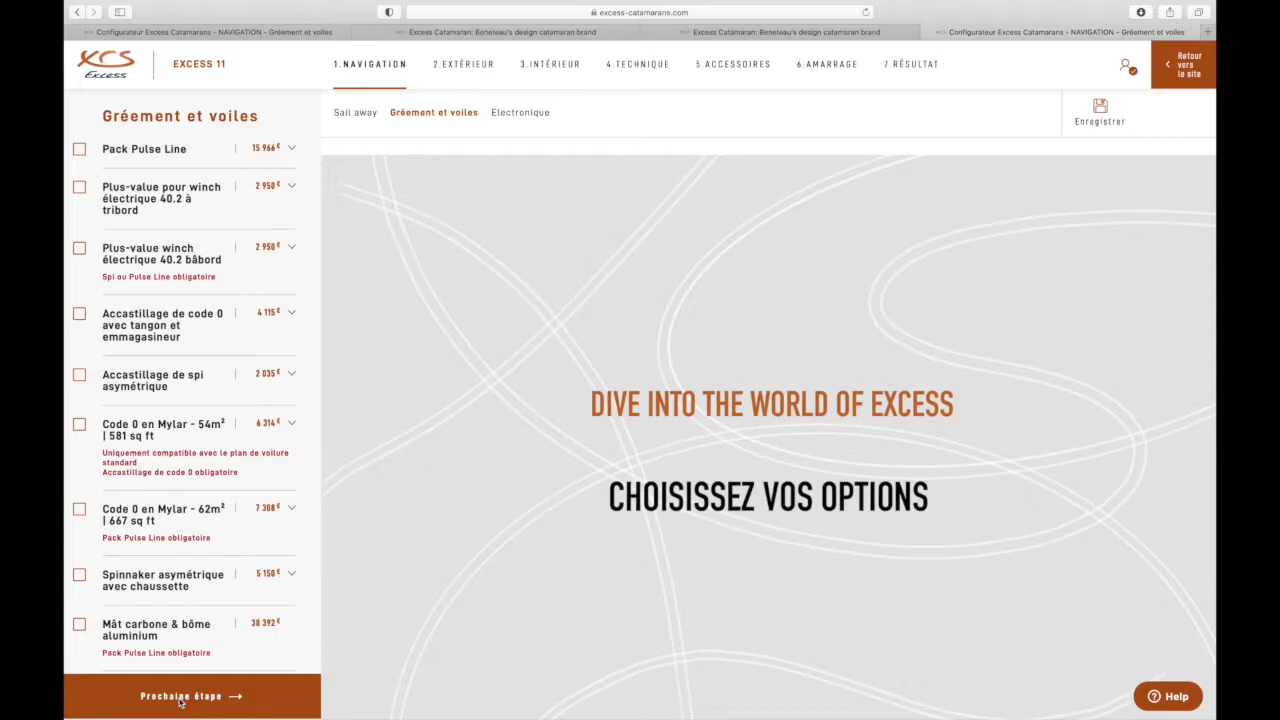 excess-catamarans.com
Configurateur Excess Catamarans - NAVIGATION - Gréement et voiles
Excess Catamaran: Beneteau's design catamaran brand
Excess Catamaran: Beneteau's design catamaran brand
Configurateur Excess Catamarans - NAVIGATION - Gréement et voiles
XCS
Excess
EXCESS 11
1.NAVIGATION
2.EXTÉRIEUR
3.INTÉRIEUR
4.TECHNIQUE
5.ACCESSOIRES
6.AMARRAGE
7.RÉSULTAT
Retour
vers
le site
Sail away
Gréement et voiles
Electronique
Enregistrer
Gréement et voiles
Pack Pulse Line | 15 966 €
Plus-value pour winch | 2 950 €
électrique 40.2 à
tribord
Plus-value winch | 2 950 €
électrique 40.2 bâbord
Spi ou Pulse Line obligatoire
Accastillage de code 0 | 4 115 €
avec tangon et
emmagasineur
Accastillage de spi | 2 035 €
asymétrique
Code 0 en Mylar - 54m² | 6 314 €
| 581 sq ft
Uniquement compatible avec le plan de voilure
standard
Accastillage de code 0 obligatoire
Code 0 en Mylar - 62m² | 7 308 €
| 667 sq ft
Pack Pulse Line obligatoire
Spinnaker asymétrique | 5 150 €
avec chaussette
Mât carbone & bôme | 38 392 €
aluminium
Pack Pulse Line obligatoire
Prochaine étape →
DIVE INTO THE WORLD OF EXCESS
CHOISISSEZ VOS OPTIONS
Help